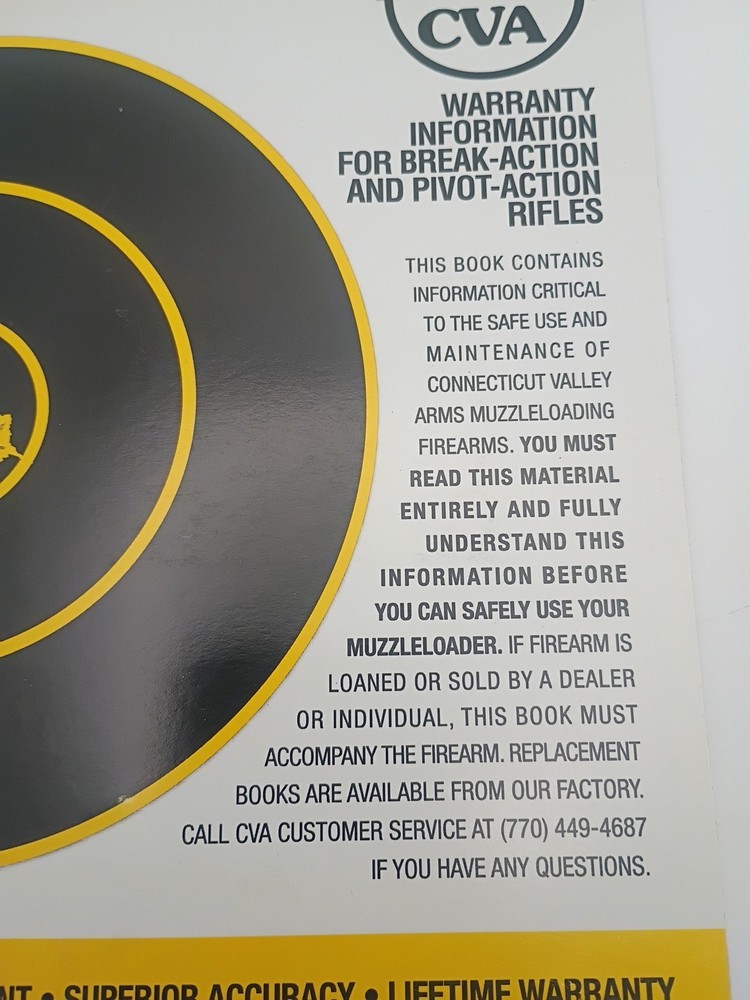 CVA
WARRANTY
INFORMATION
FOR BREAK-ACTION
AND PIVOT-ACTION
RIFLES
THIS BOOK CONTAINS
INFORMATION CRITICAL
TO THE SAFE USE AND
MAINTENANCE OF
CONNECTICUT VALLEY
ARMS MUZZLELOADING
FIREARMS. YOU MUST
READ THIS MATERIAL
ENTIRELY AND FULLY
UNDERSTAND THIS
INFORMATION BEFORE
YOU CAN SAFELY USE YOUR
MUZZLELOADER. IF FIREARM IS
LOANED OR SOLD BY A DEALER
OR INDIVIDUAL, THIS BOOK MUST
ACCOMPANY THE FIREARM. REPLACEMENT
BOOKS ARE AVAILABLE FROM OUR FACTORY.
CALL CVA CUSTOMER SERVICE AT (770) 449-4687
IF YOU HAVE ANY QUESTIONS.
NT • SUPERIOR ACCURACY • LIFETIME WARRANTY